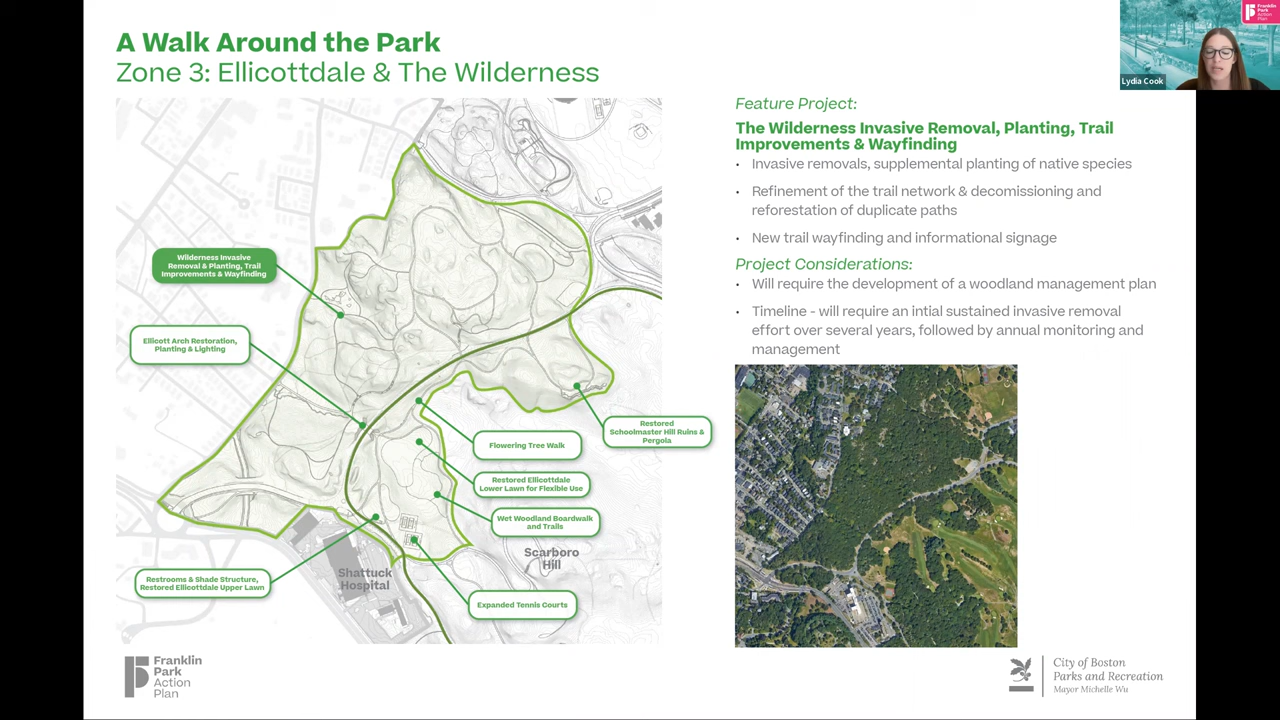 A Walk Around the Park
Zone 3: Ellicottdale & The Wilderness
Franklin
Park
Action
Plan
Lydia Cook
Feature Project:
The Wilderness Invasive Removal, Planting, Trail
Improvements & Wayfinding
• Invasive removals, supplemental planting of native species
• Refinement of the trail network & decomissioning and
reforestation of duplicate paths
• New trail wayfinding and informational signage
Project Considerations:
• Will require the development of a woodland management plan
• Timeline - will require an intial sustained invasive removal
effort over several years, followed by annual monitoring and
management
Wilderness Invasive
Removal & Planting, Trail
Improvements & Wayfinding
Ellicott Arch Restoration,
Planting & Lighting
Restored
Schoolmaster Hill Ruins &
Pergola
Flowering Tree Walk
Restored Ellicottdale
Lower Lawn for Flexible Use
Wet Woodland Boardwalk
and Trails
Scarboro
Hill
Shattuck
Hospital
Restrooms & Shade Structure,
Restored Ellicottdale Upper Lawn
Expanded Tennis Courts
Franklin
Park
Action
Plan
City of Boston
Parks and Recreation
Mayor Michelle Wu